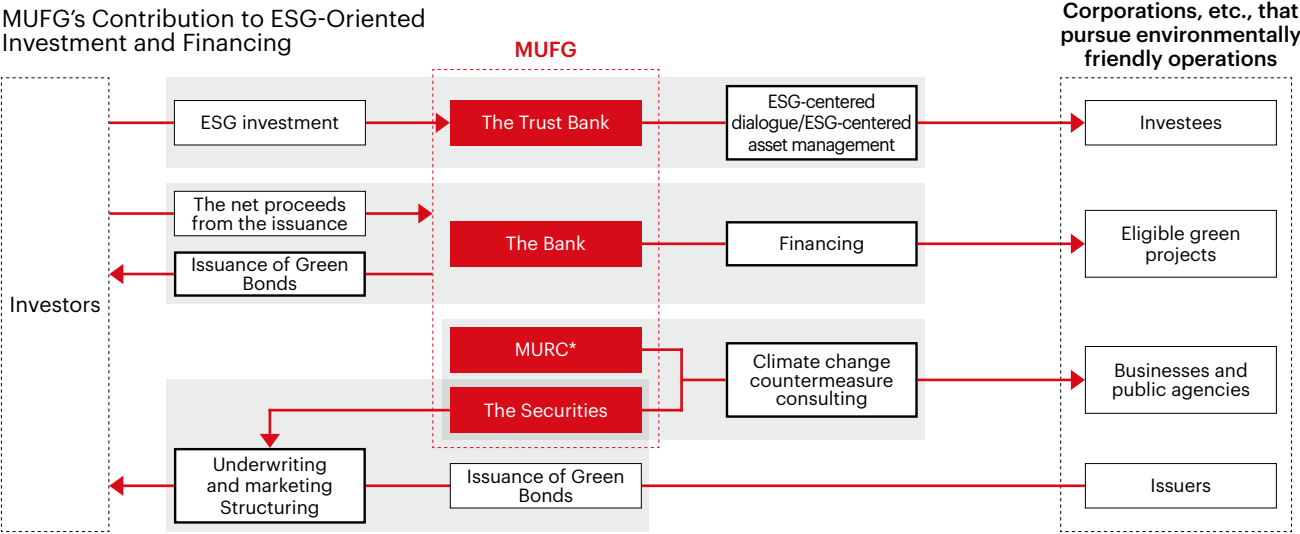 MUFG's Contribution to ESG-Oriented
Investment and Financing
MUFG
Corporations, etc., that
pursue environmentally
friendly operations
Investors
ESG investment
The Trust Bank
ESG-centered
dialogue/ESG-centered
asset management
Investees
The net proceeds
from the issuance
Issuance of Green
Bonds
The Bank
Financing
Eligible green
projects
MURC*
The Securities
Climate change
countermeasure
consulting
Businesses and
public agencies
Underwriting
and marketing
Structuring
Issuance of Green
Bonds
Issuers